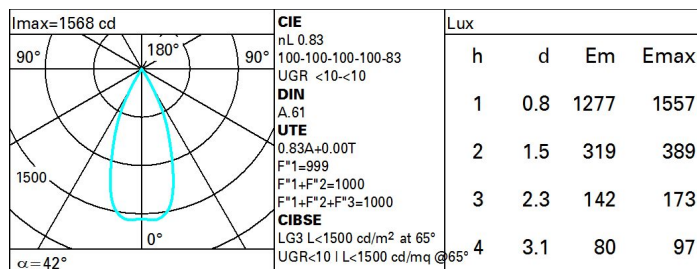 Imax=1568 cd
90°
180°
90°
1500
0°
α=42°
CIE
nL 0.83
100-100-100-100-83
UGR <10-<10
DIN
A.61
UTE
0.83A+0.00T
F"1=999
F"1+F"2=1000
F"1+F"2+F"3=1000
CIBSE
LG3 L<1500 cd/m² at 65°
UGR<10 | L<1500 cd/mq @65°
Lux
h d Em Emax
1 0.8 1277 1557
2 1.5 319 389
3 2.3 142 173
4 3.1 80 97